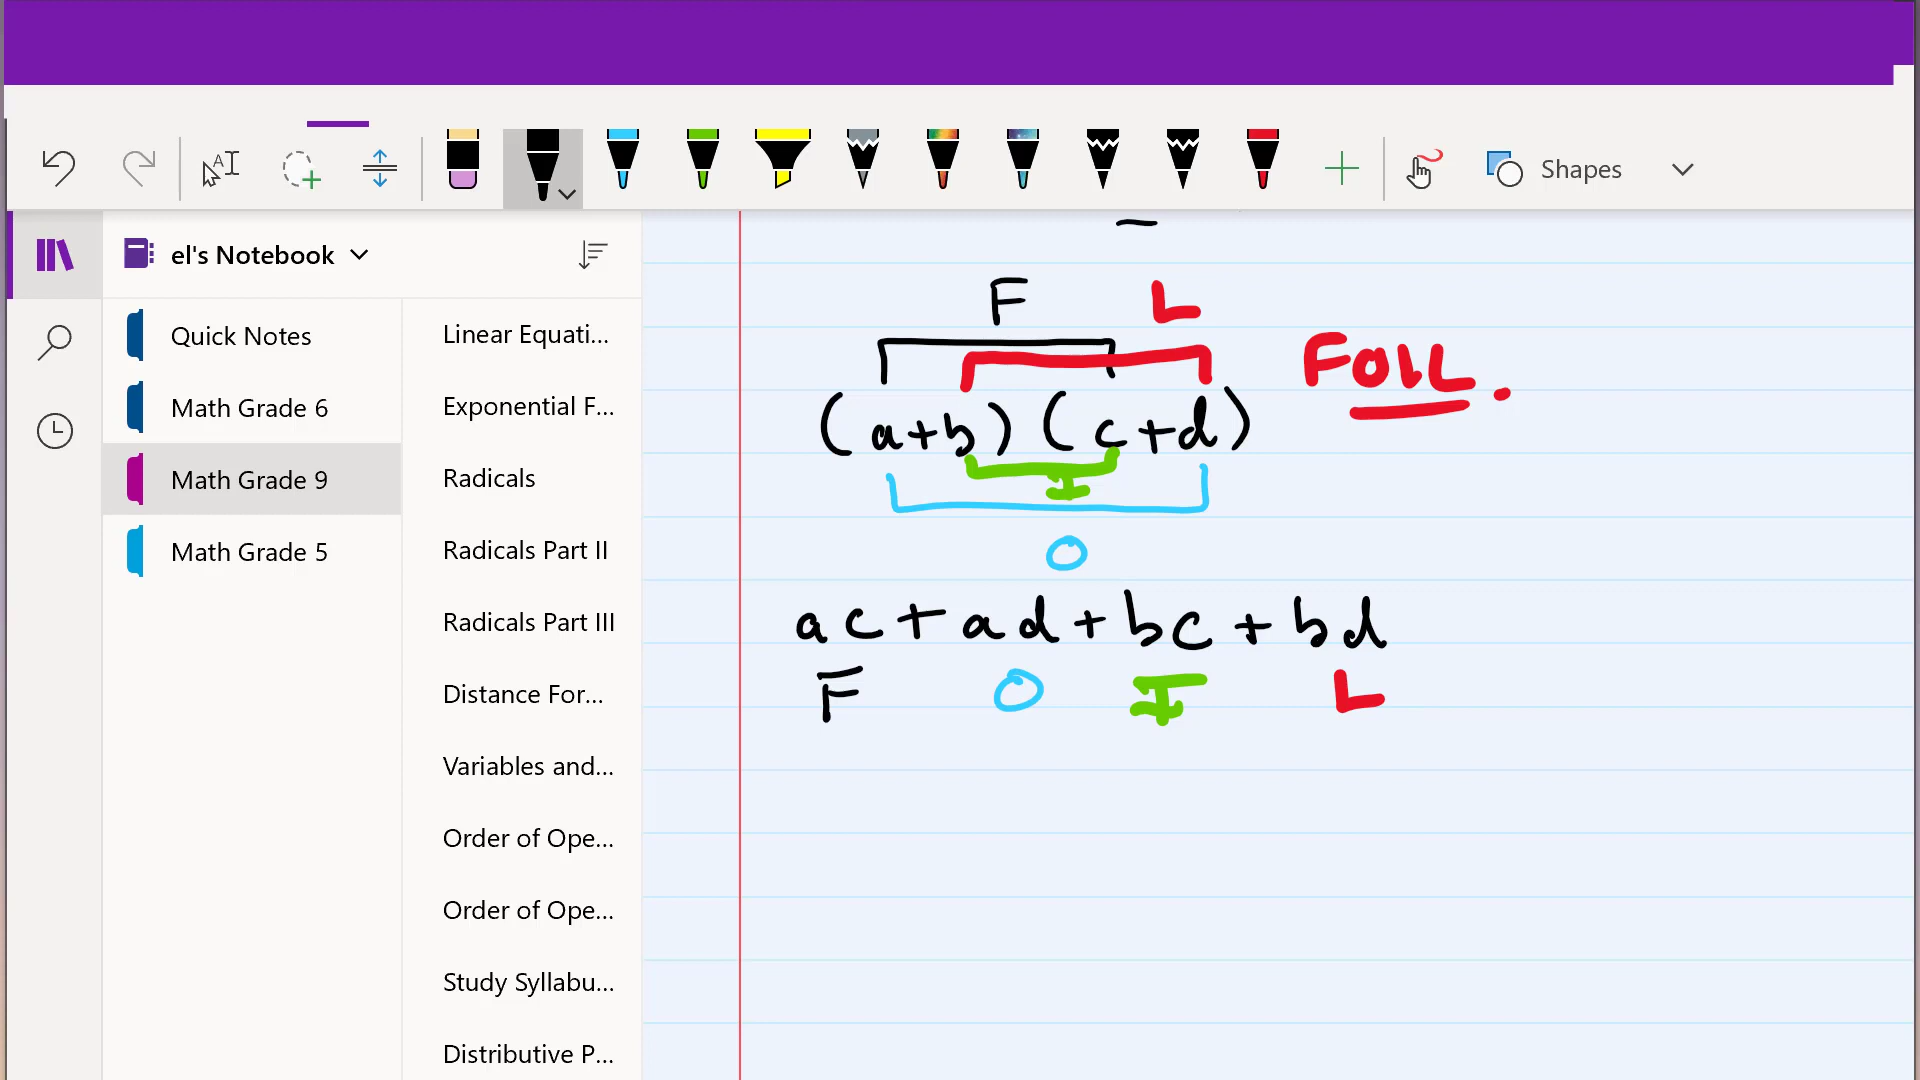 Shapes
el's Notebook
Quick Notes
Math Grade 6
Math Grade 9
Math Grade 5
Linear Equati...
Exponential F...
Radicals
Radicals Part II
Radicals Part III
Distance For...
Variables and...
Order of Ope...
Order of Ope...
Study Syllabu...
Distributive P...
F L
FOIL.
(a+b)(c+d)
I
O
ac+ad+bc+bd
F O I L